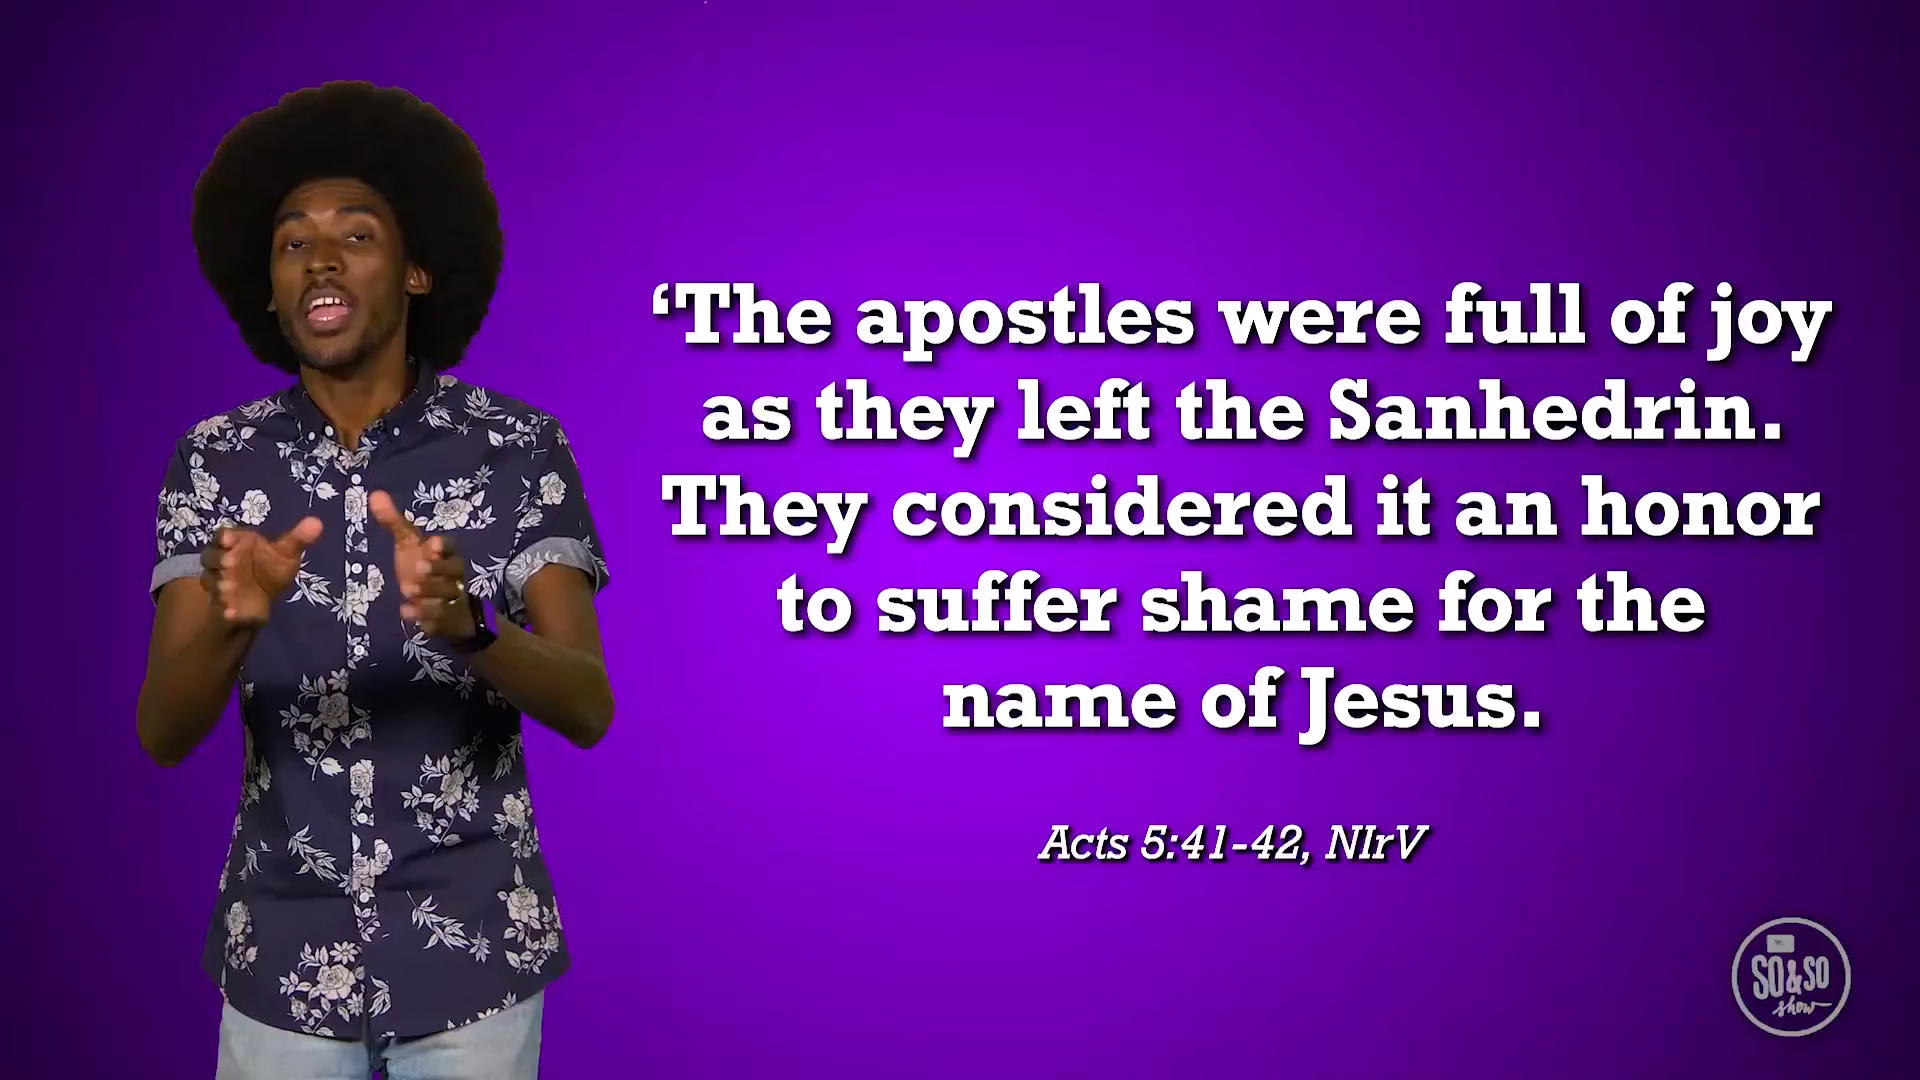 ‘The apostles were full of joy
as they left the Sanhedrin.
They considered it an honor
to suffer shame for the
name of Jesus.
Acts 5:41-42, NIrV
SO&SO
show